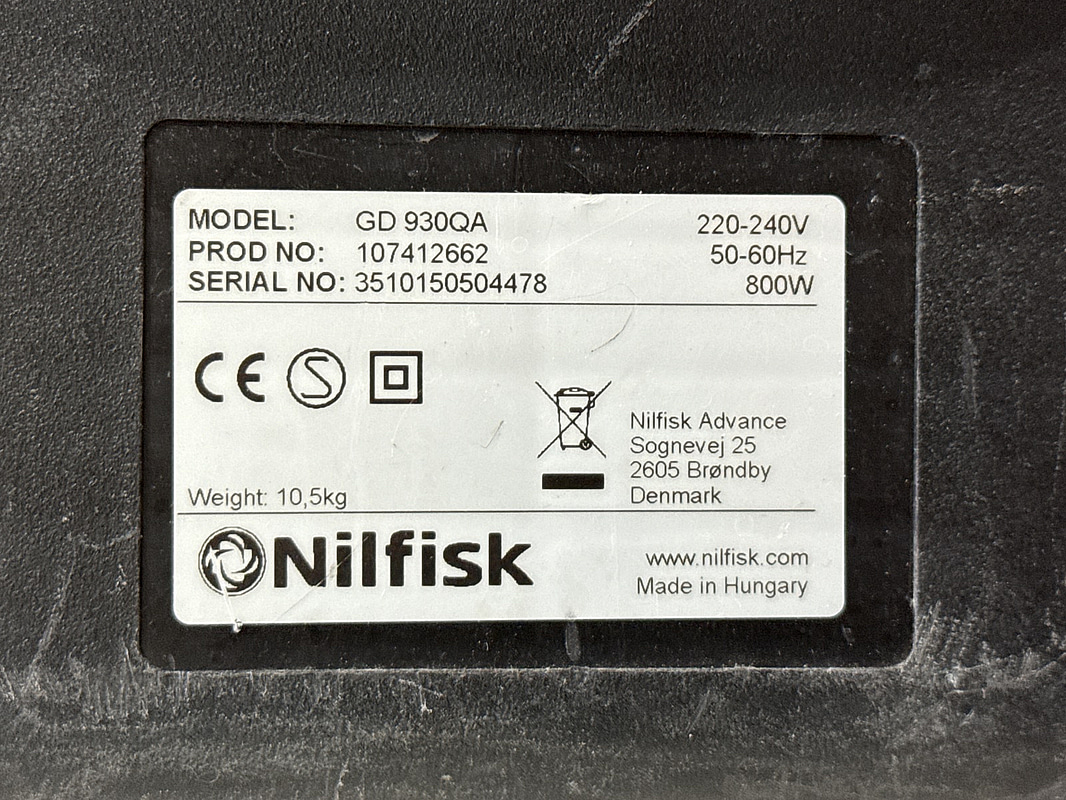 MODEL: GD 930QA 220-240V
PROD NO: 107412662 50-60Hz
SERIAL NO: 3510150504478 800W
CE S
Nilfisk Advance
Sognevej 25
2605 Brøndby
Denmark
Weight: 10,5kg
Nilfisk
www.nilfisk.com
Made in Hungary